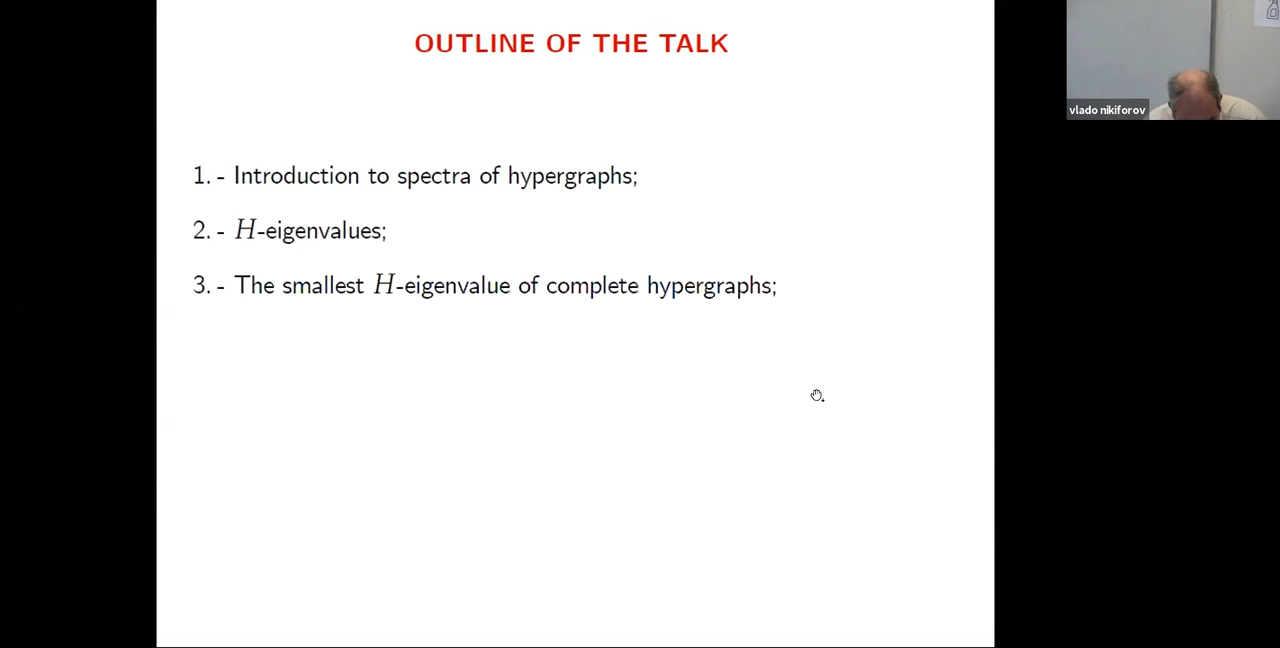 OUTLINE OF THE TALK
1. - Introduction to spectra of hypergraphs;
2. - H-eigenvalues;
3. - The smallest H-eigenvalue of complete hypergraphs;
vlado nikiforov